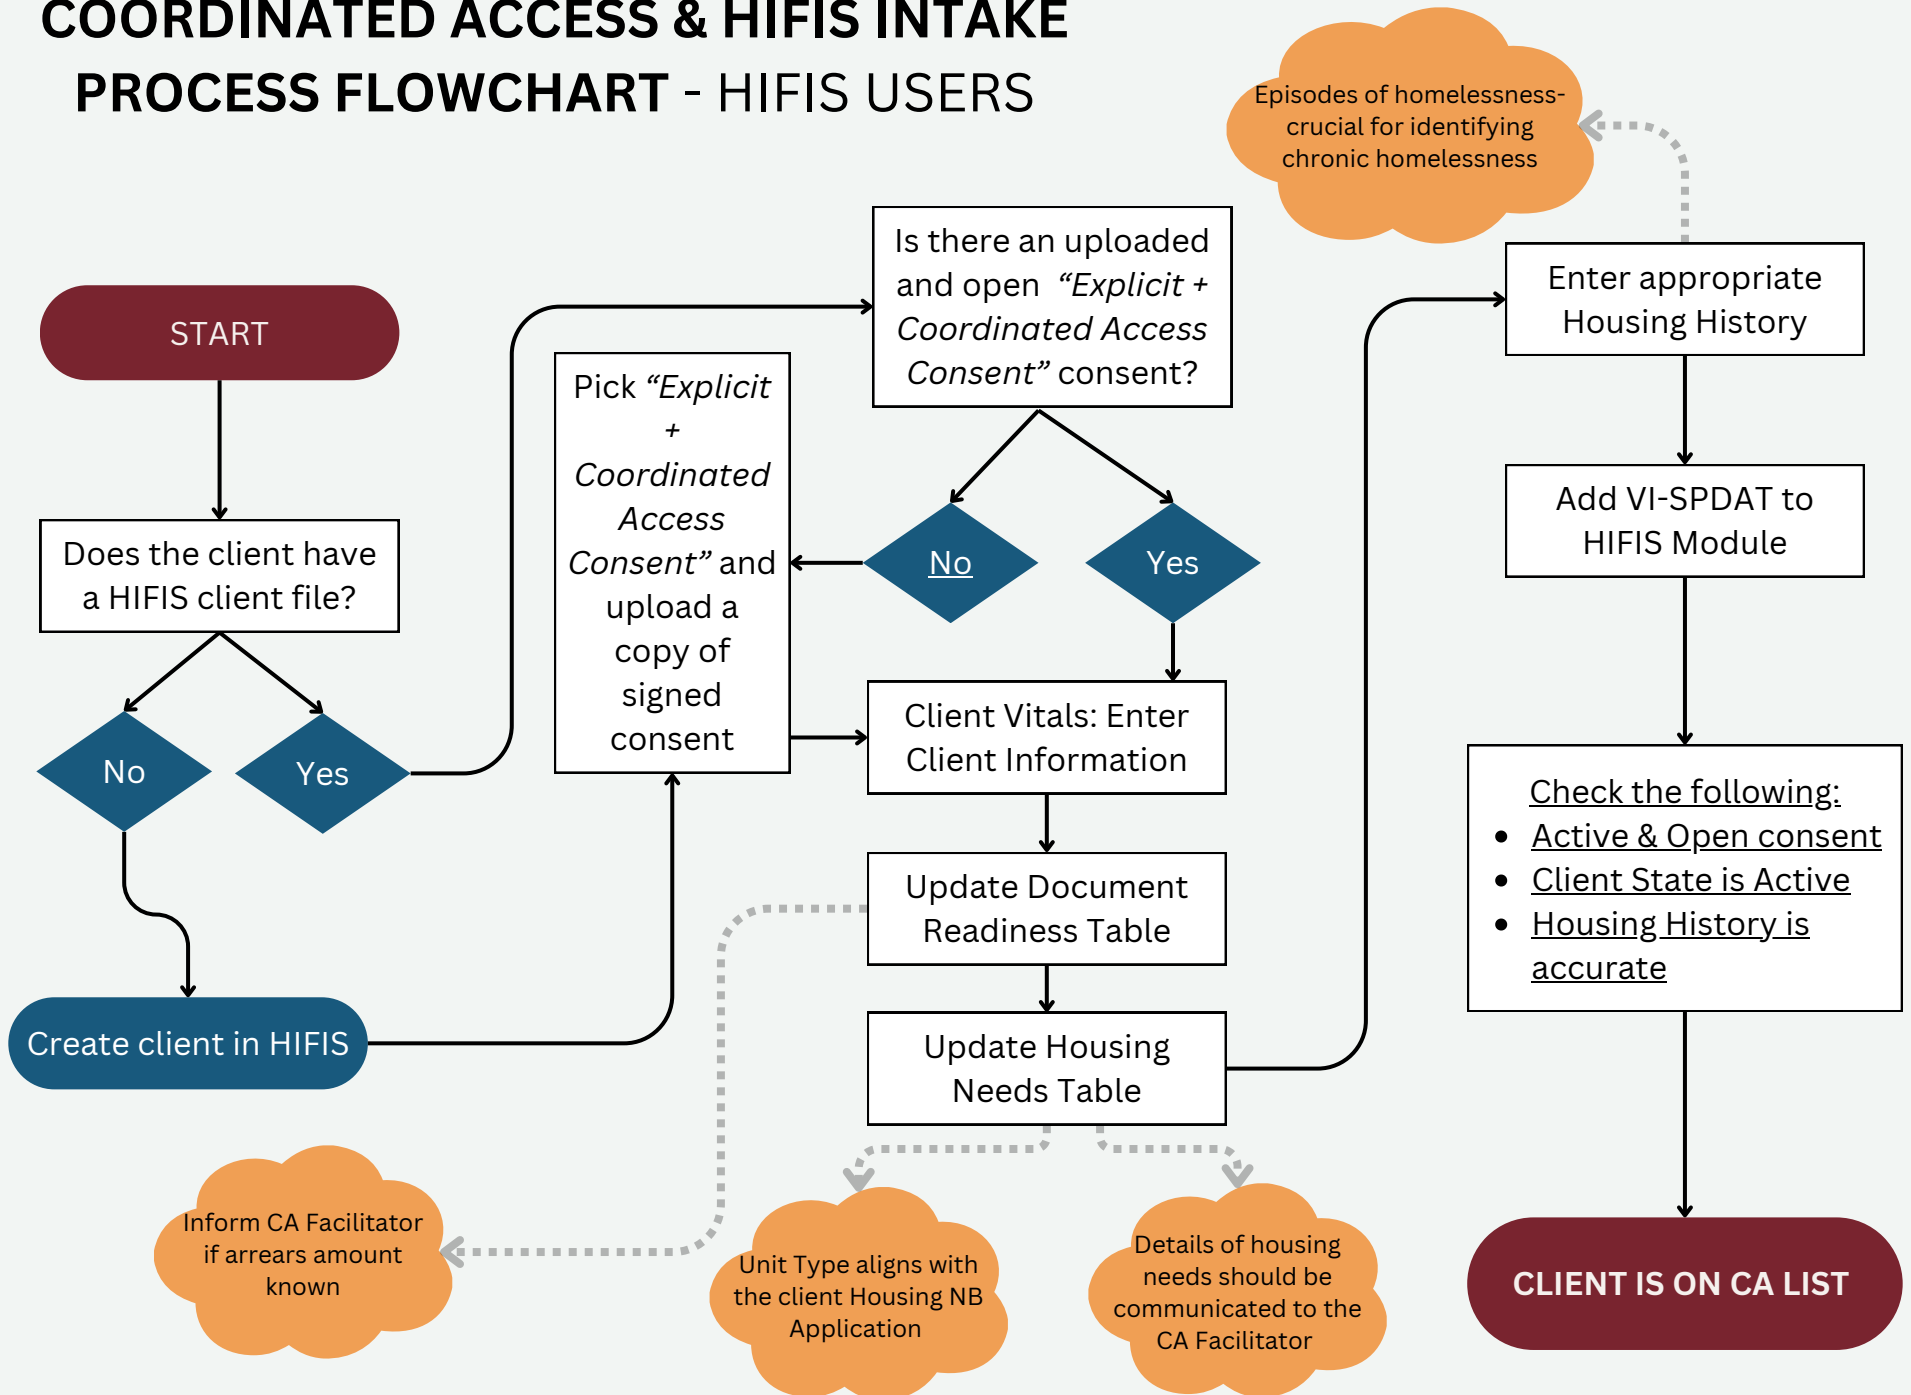 COORDINATED ACCESS & HIFIS INTAKE
PROCESS FLOWCHART - HIFIS USERS
START
Does the client have
a HIFIS client file?
No
Yes
Create client in HIFIS
Pick “Explicit
+
Coordinated
Access
Consent” and
upload a
copy of
signed
consent
Is there an uploaded
and open “Explicit +
Coordinated Access
Consent” consent?
No
Yes
Client Vitals: Enter
Client Information
Update Document
Readiness Table
Update Housing
Needs Table
Inform CA Facilitator
if arrears amount
known
Unit Type aligns with
the client Housing NB
Application
Details of housing
needs should be
communicated to the
CA Facilitator
Episodes of homelessness-
crucial for identifying
chronic homelessness
Enter appropriate
Housing History
Add VI-SPDAT to
HIFIS Module
Check the following:
• Active & Open consent
• Client State is Active
• Housing History is
accurate
CLIENT IS ON CA LIST